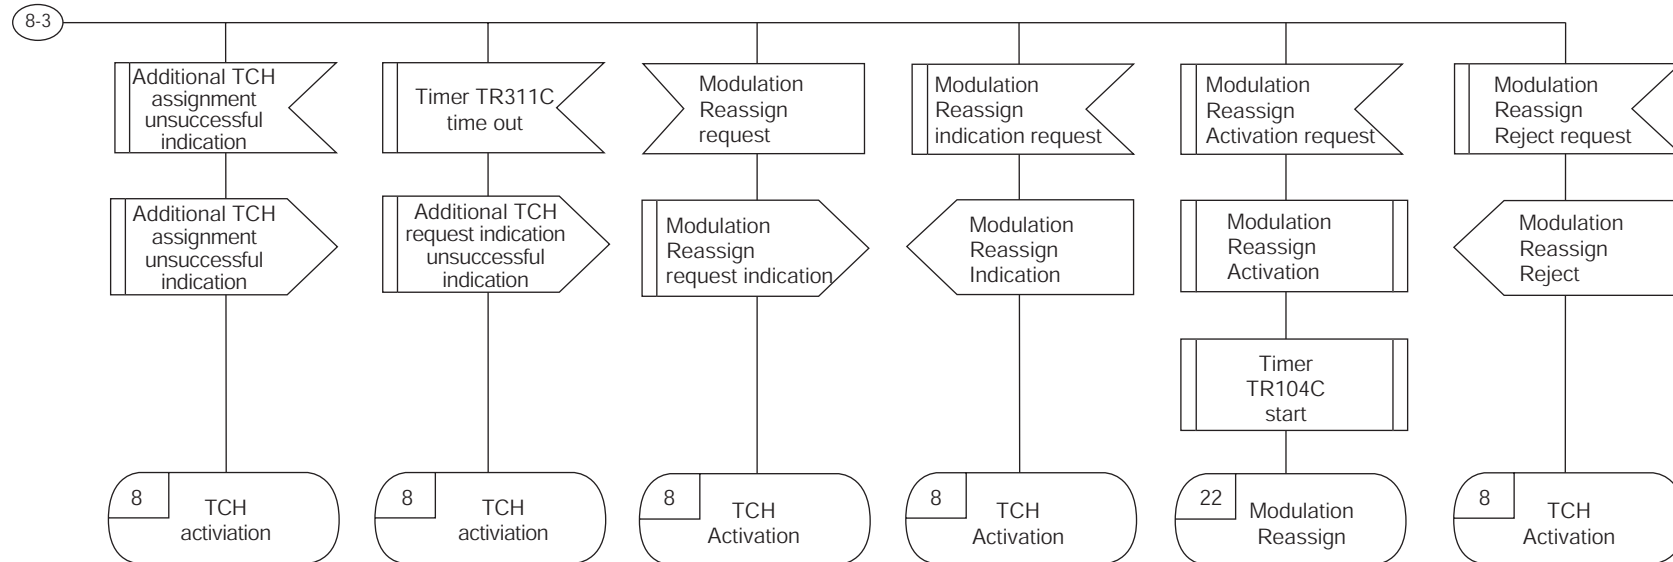 8-3
Additional TCH
assignment
unsuccessful
indication
Timer TR311C
time out
Modulation
Reassign
request
Modulation
Reassign
indication request
Modulation
Reassign
Activation request
Modulation
Reassign
Reject request
Additional TCH
assignment
unsuccessful
indication
Additional TCH
request indication
unsuccessful
indication
Modulation
Reassign
request indication
Modulation
Reassign
Indication
Modulation
Reassign
Activation
Modulation
Reassign
Reject
Timer
TR104C
start
8
TCH
activiation
8
TCH
activiation
8
TCH
Activation
8
TCH
Activation
22
Modulation
Reassign
8
TCH
Activation